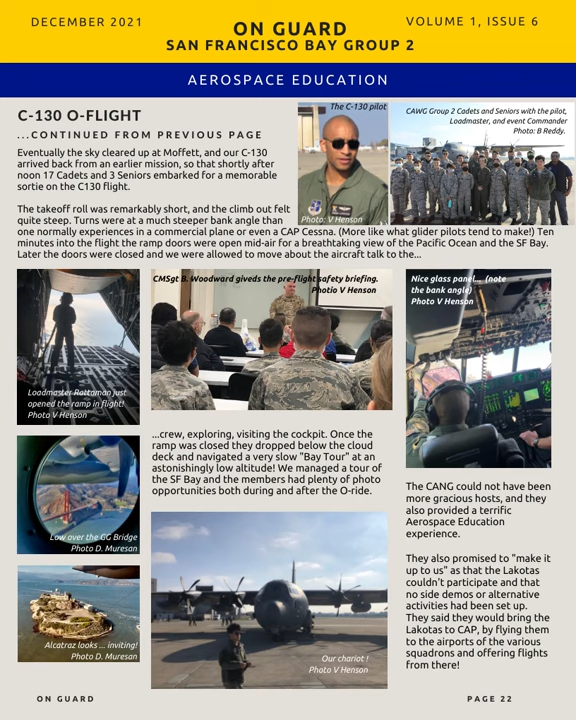 DECEMBER 2021
ON GUARD
VOLUME 1, ISSUE 6
SAN FRANCISCO BAY GROUP 2
AEROSPACE EDUCATION
C-130 O-FLIGHT
...CONTINUED FROM PREVIOUS PAGE
Eventually the sky cleared up at Moffett, and our C-130
arrived back from an earlier mission, so that shortly after
noon 17 Cadets and 3 Seniors embarked for a memorable
sortie on the C130 flight.
The takeoff roll was remarkably short, and the climb out felt
quite steep. Turns were at a much steeper bank angle than
one normally experiences in a commercial plane or even a CAP Cessna. (More like what glider pilots tend to make!) Ten
minutes into the flight the ramp doors were open mid-air for a breathtaking view of the Pacific Ocean and the SF Bay.
Later the doors were closed and we were allowed to move about the aircraft talk to the...
The C-130 pilot
Photo: V Henson
CAWG Group 2 Cadets and Seniors with the pilot,
Loadmaster, and event Commander
Photo: B Reddy.
Loadmaster Rattaman just
opened the ramp in flight!
Photo V Henson
CMSgt B. Woodward giveds the pre-flight safety briefing.
Photio V Henson
Nice glass panel... (note
the bank angle)
Photo V Henson
Low over the GG Bridge
Photo D. Muresan
Alcatraz looks ... inviting!
Photo D. Muresan
...crew, exploring, visiting the cockpit. Once the
ramp was closed they dropped below the cloud
deck and navigated a very slow "Bay Tour" at an
astonishingly low altitude! We managed a tour of
the SF Bay and the members had plenty of photo
opportunities both during and after the O-ride.
Our chariot !
Photo V Henson
The CANG could not have been
more gracious hosts, and they
also provided a terrific
Aerospace Education
experience.
They also promised to "make it
up to us" as that the Lakotas
couldn't participate and that
no side demos or alternative
activities had been set up.
They said they would bring the
Lakotas to CAP, by flying them
to the airports of the various
squadrons and offering flights
from there!
ON GUARD
PAGE 22